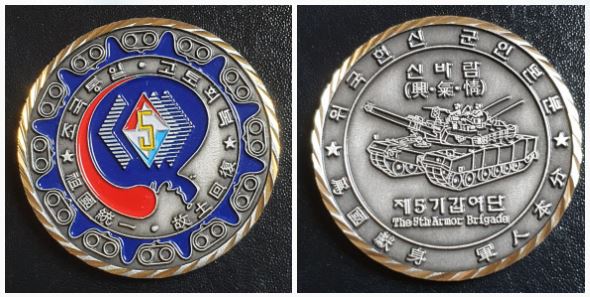 조국통일·고토회복
5
祖國統一·故土回復
위국헌신 군인본분
신바람
(興·氣·情)
제5기갑여단
The 5th Armor Brigade
爲國獻身 軍人本分